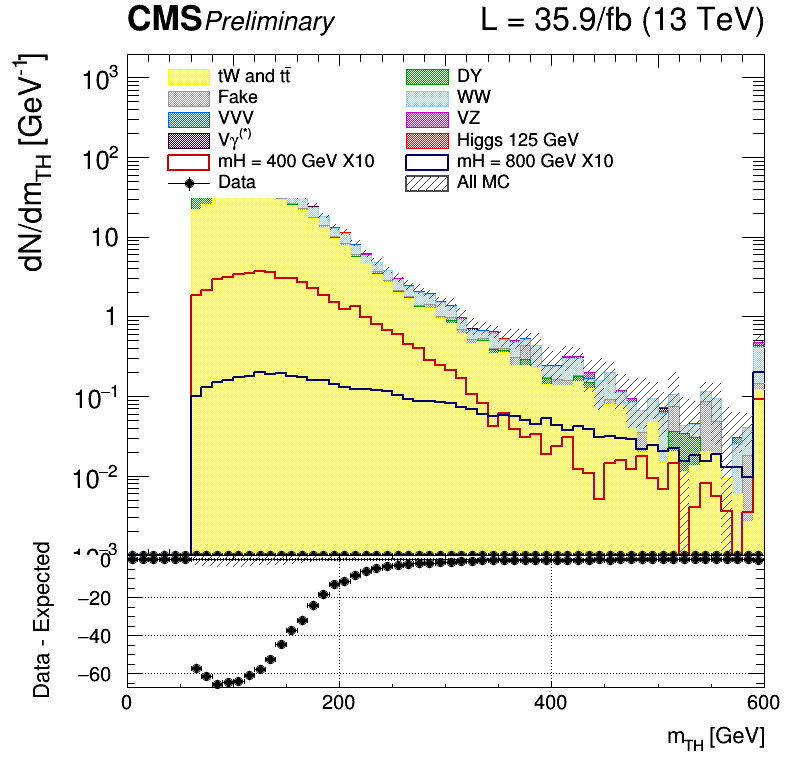 CMS Preliminary L = 35.9/fb (13 TeV)
dN/dm_TH [GeV⁻¹]
10³
10²
10
1
10⁻¹
10⁻²
10⁻³
tW and tt̄ DY
Fake WW
VVV VZ
Vγ⁽*⁾ Higgs 125 GeV
mH = 400 GeV X10 mH = 800 GeV X10
Data All MC
Data - Expected
0
−20
−40
−60
0 200 400 600
m_TH [GeV]